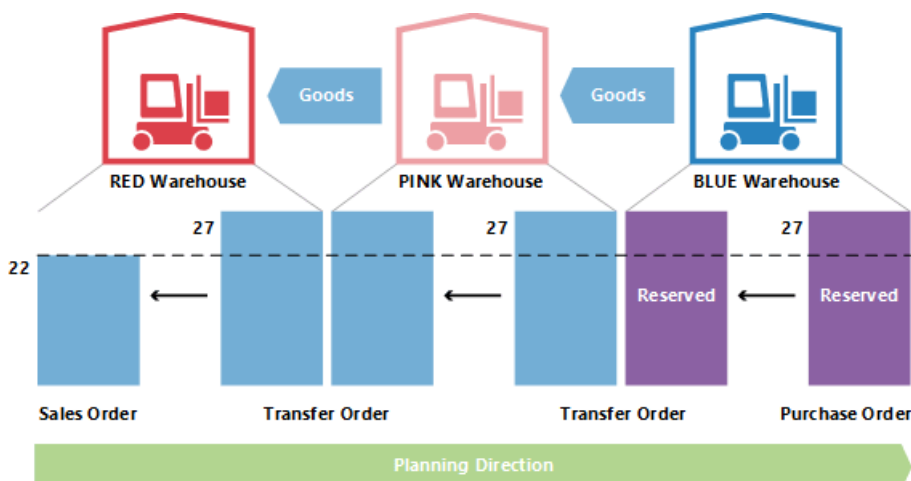 Goods
Goods
RED Warehouse
PINK Warehouse
BLUE Warehouse
27
27
27
22
Reserved
Reserved
Sales Order
Transfer Order
Transfer Order
Purchase Order
Planning Direction